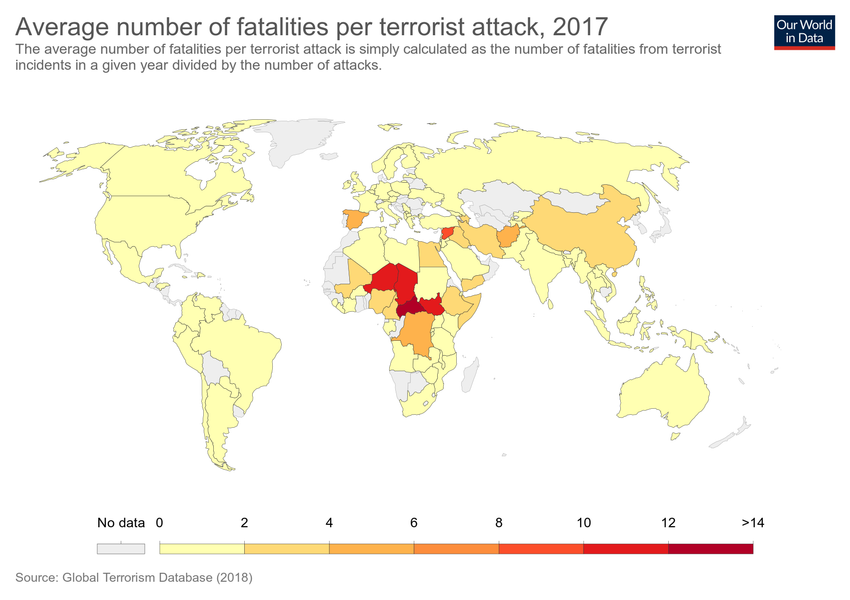 Average number of fatalities per terrorist attack, 2017
Our World
in Data
The average number of fatalities per terrorist attack is simply calculated as the number of fatalities from terrorist
incidents in a given year divided by the number of attacks.
No data 0 2 4 6 8 10 12 >14
Source: Global Terrorism Database (2018)